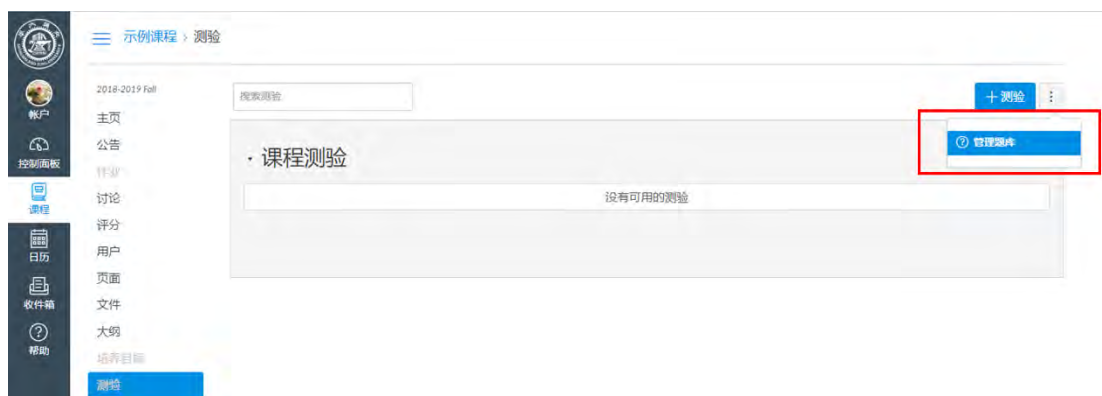 示例课程 › 测验
帐户
控制面板
课程
日历
收件箱
帮助
2018-2019 Fall
主页
公告
作业
讨论
评分
用户
页面
文件
大纲
培养目标
测验
搜索测验
+ 测验
管理题库
课程测验
没有可用的测验